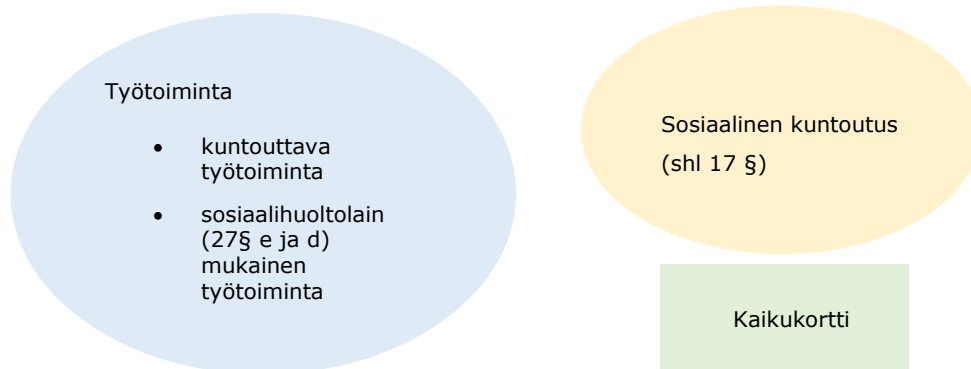 Työtoiminta
• kuntouttava
työtoiminta
• sosiaalihuoltolain
(27§ e ja d)
mukainen
työtoiminta
Sosiaalinen kuntoutus
(shl 17 §)
Kaikukortti